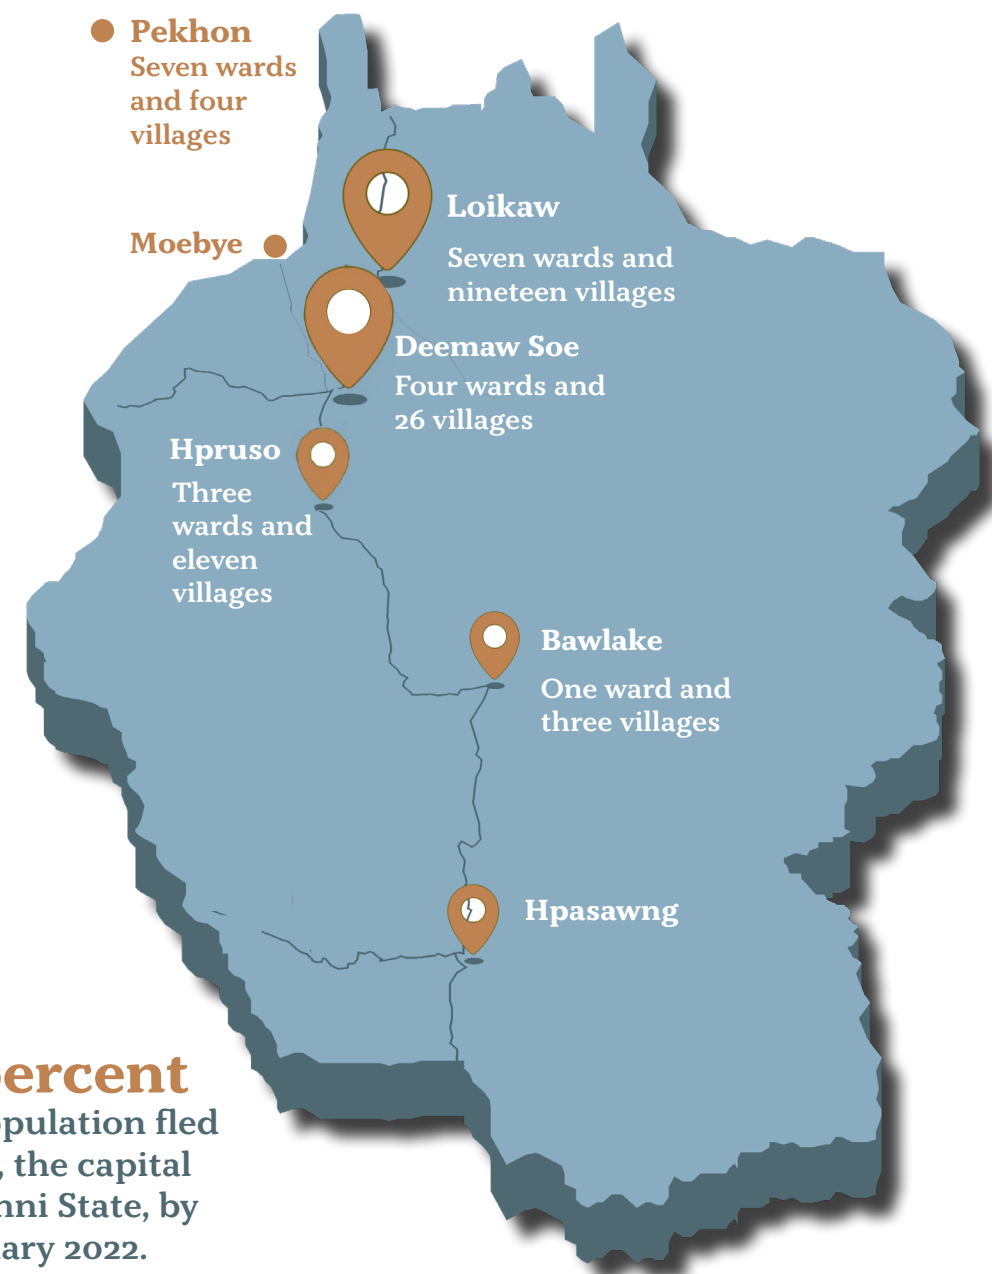 Pekhon
Seven wards
and four
villages
Loikaw
Moebye
Seven wards and
nineteen villages
Deemaw Soe
Four wards and
26 villages
Hpruso
Three
wards and
eleven
villages
Bawlake
One ward and
three villages
Hpasawng
ercent
pulation fled
, the capital
nni State, by
ary 2022.